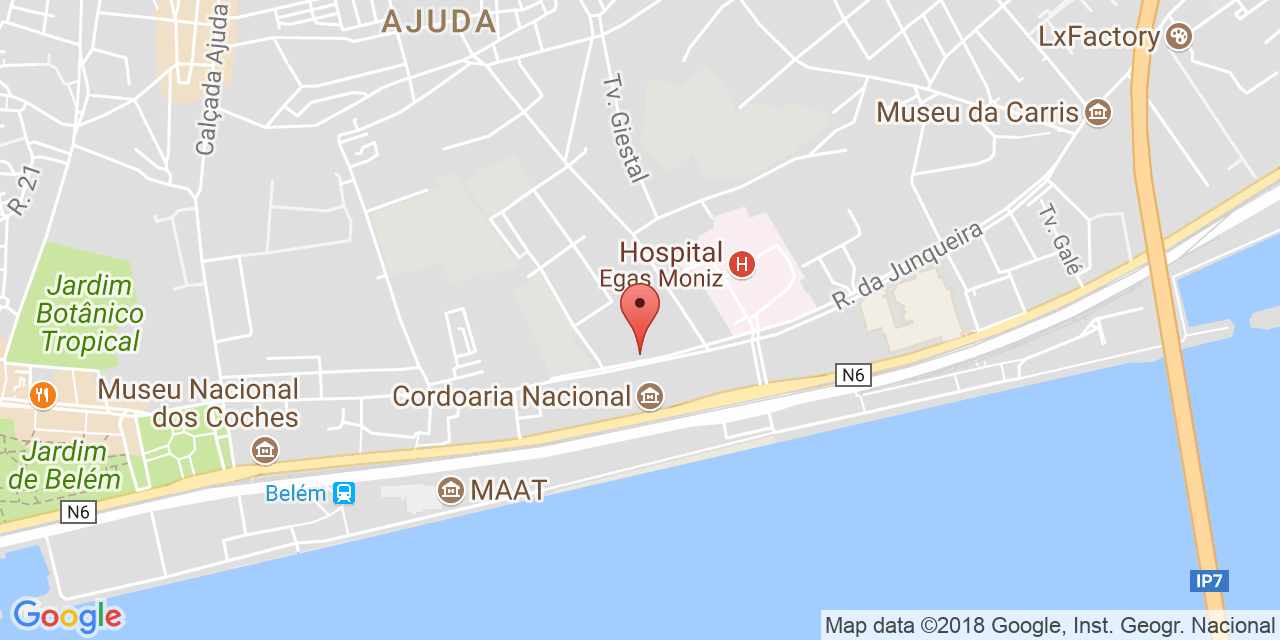 AJUDA
LxFactory
Calçada Ajuda
Tv. Giestal
Museu da Carris
R. 21
Tv. Galé
Hospital
Egas Moniz
H
R. da Junqueira
Jardim
Botânico
Tropical
N6
Museu Nacional
dos Coches
Cordoaria Nacional
Jardim
de Belém
Belém
MAAT
N6
IP7
Google
Map data ©2018 Google, Inst. Geogr. Nacional